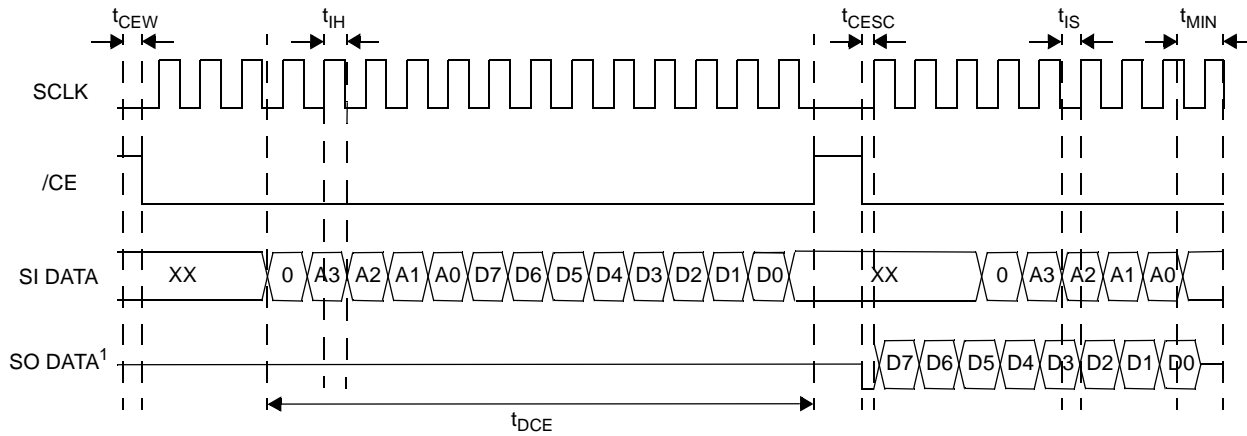 tCEW tIH tCESC tIS tMIN
SCLK
/CE
SI DATA XX 0 A3 A2 A1 A0 D7 D6 D5 D4 D3 D2 D1 D0 XX 0 A3 A2 A1 A0
SO DATA1 D7 D6 D5 D4 D3 D2 D1 D0
tDCE